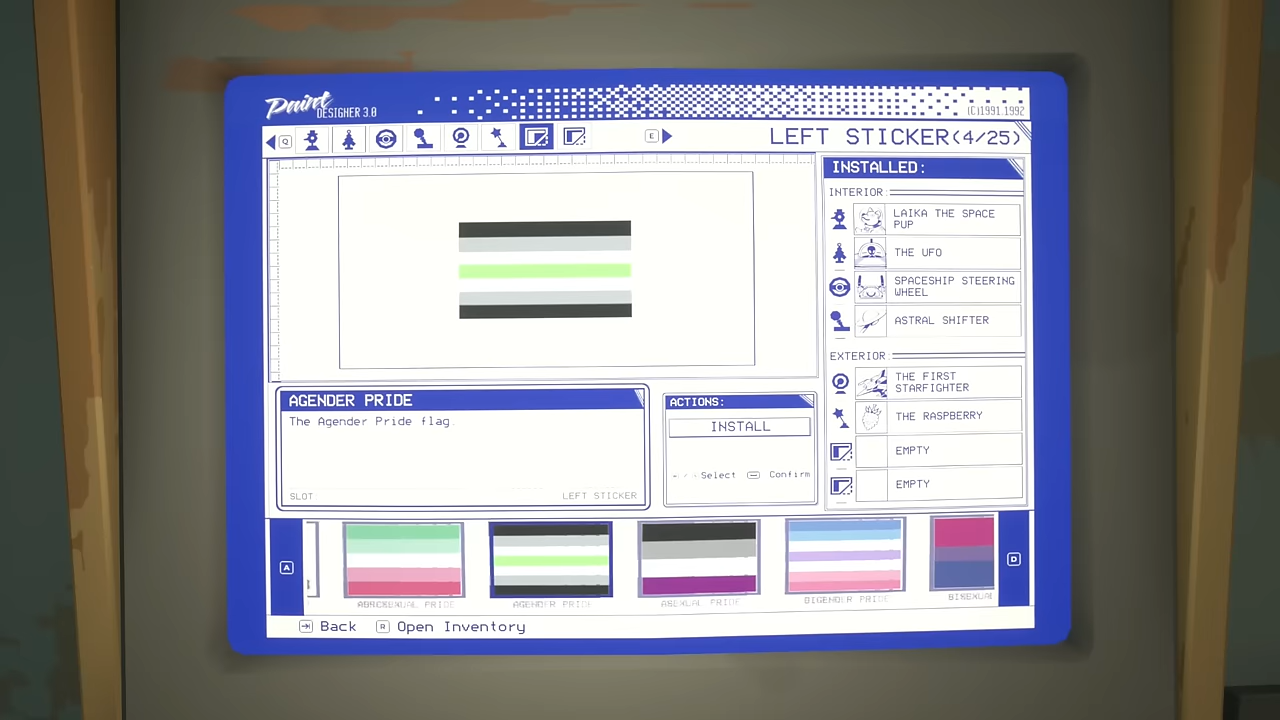 Paint
DESIGNER 3.0
(C)1991,1992
Q
E
LEFT STICKER(4/25)
INSTALLED:
INTERIOR:
LAIKA THE SPACE
PUP
THE UFO
SPACESHIP STEERING
WHEEL
ASTRAL SHIFTER
EXTERIOR:
THE FIRST
STARFIGHTER
THE RASPBERRY
EMPTY
EMPTY
AGENDER PRIDE
The Agender Pride flag.
SLOT
LEFT STICKER
ACTIONS:
INSTALL
Select
Confirm
A
D
AGENDER PRIDE
ASEXUAL PRIDE
BIGENDER PRIDE
BISEXUAL
Back
R Open Inventory